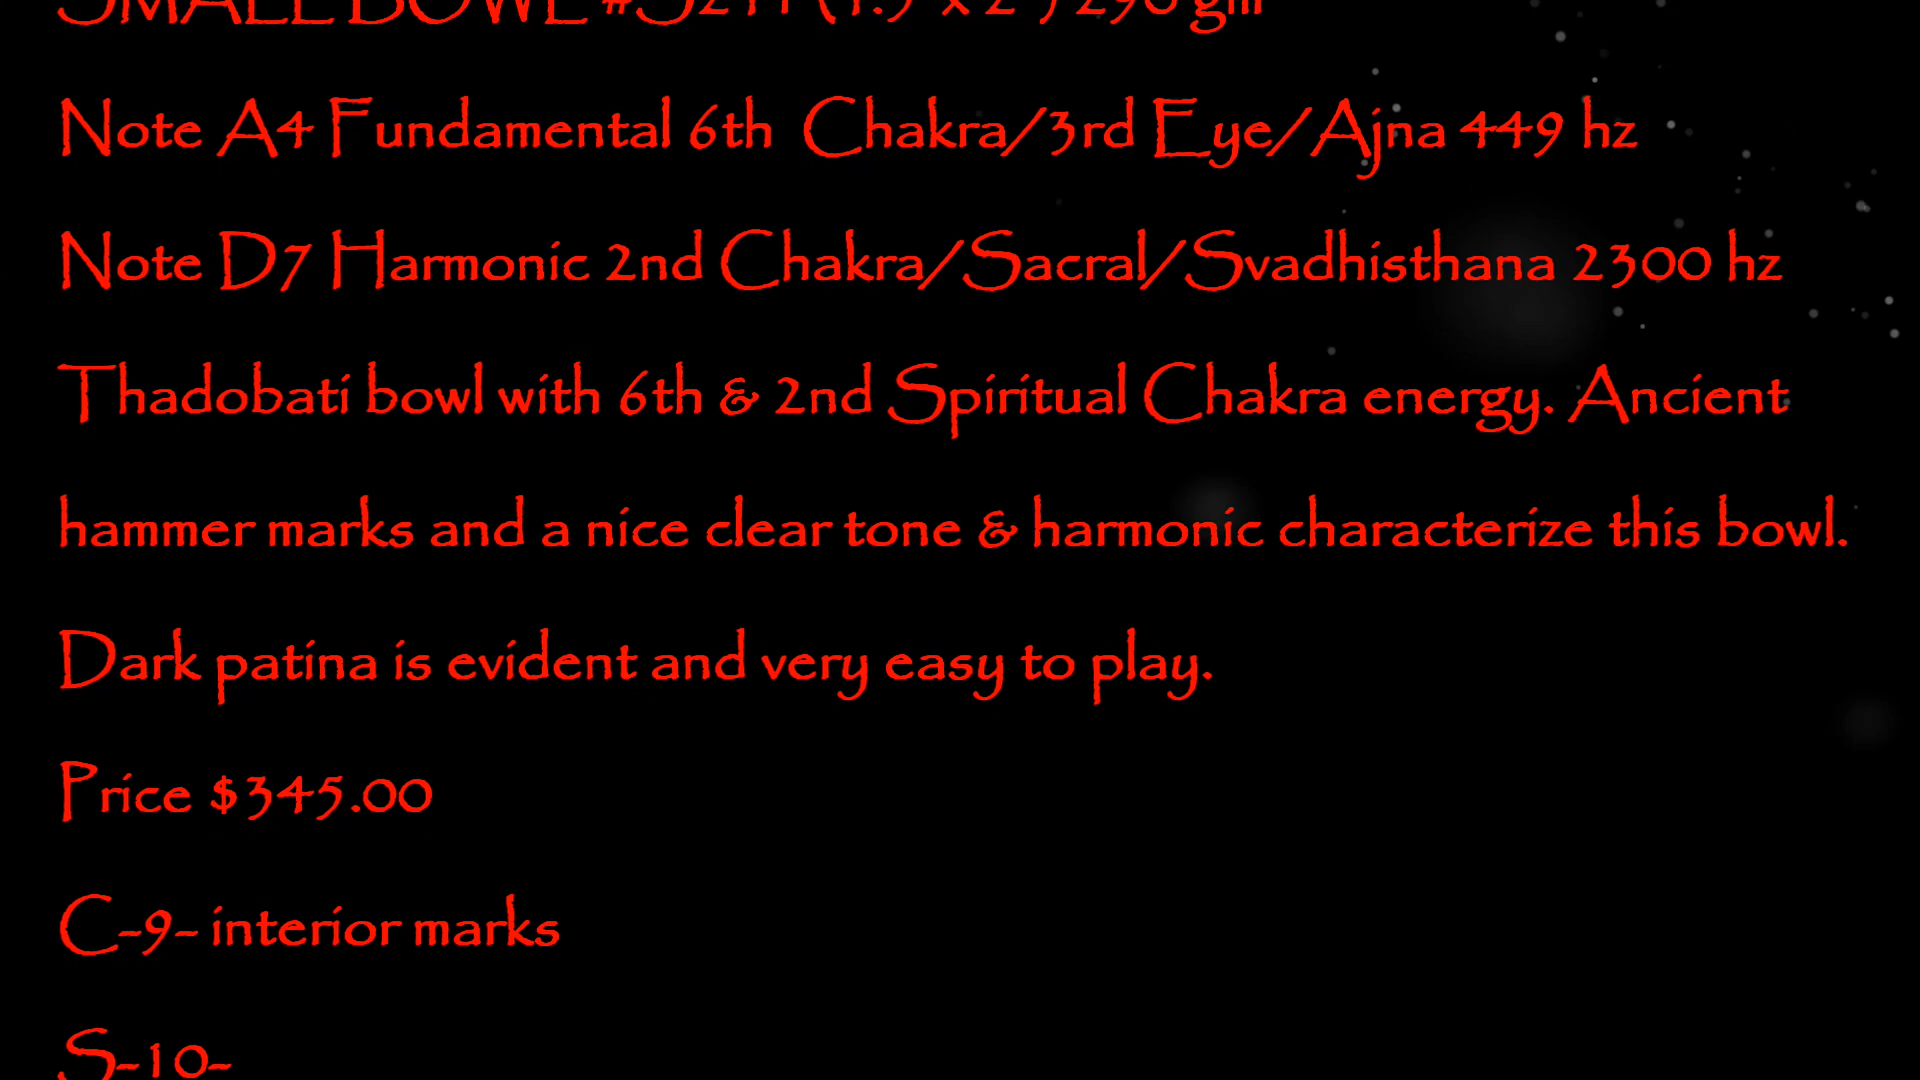 SMALL BOWL
Note A4 Fundamental 6th Chakra/3rd Eye/Ajna 449 hz
Note D7 Harmonic 2nd Chakra/Sacral/Svadhisthana 2300 hz
Thadobati bowl with 6th & 2nd Spiritual Chakra energy. Ancient
hammer marks and a nice clear tone & harmonic characterize this bowl.
Dark patina is evident and very easy to play.
Price $345.00
C-9- interior marks
S-10-